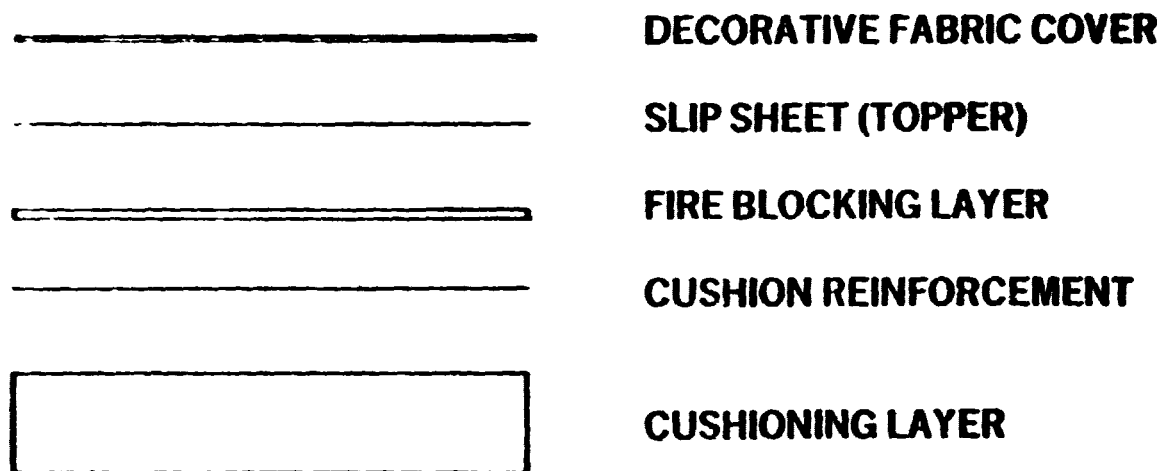 DECORATIVE FABRIC COVER
SLIP SHEET (TOPPER)
FIRE BLOCKING LAYER
CUSHION REINFORCEMENT
CUSHIONING LAYER